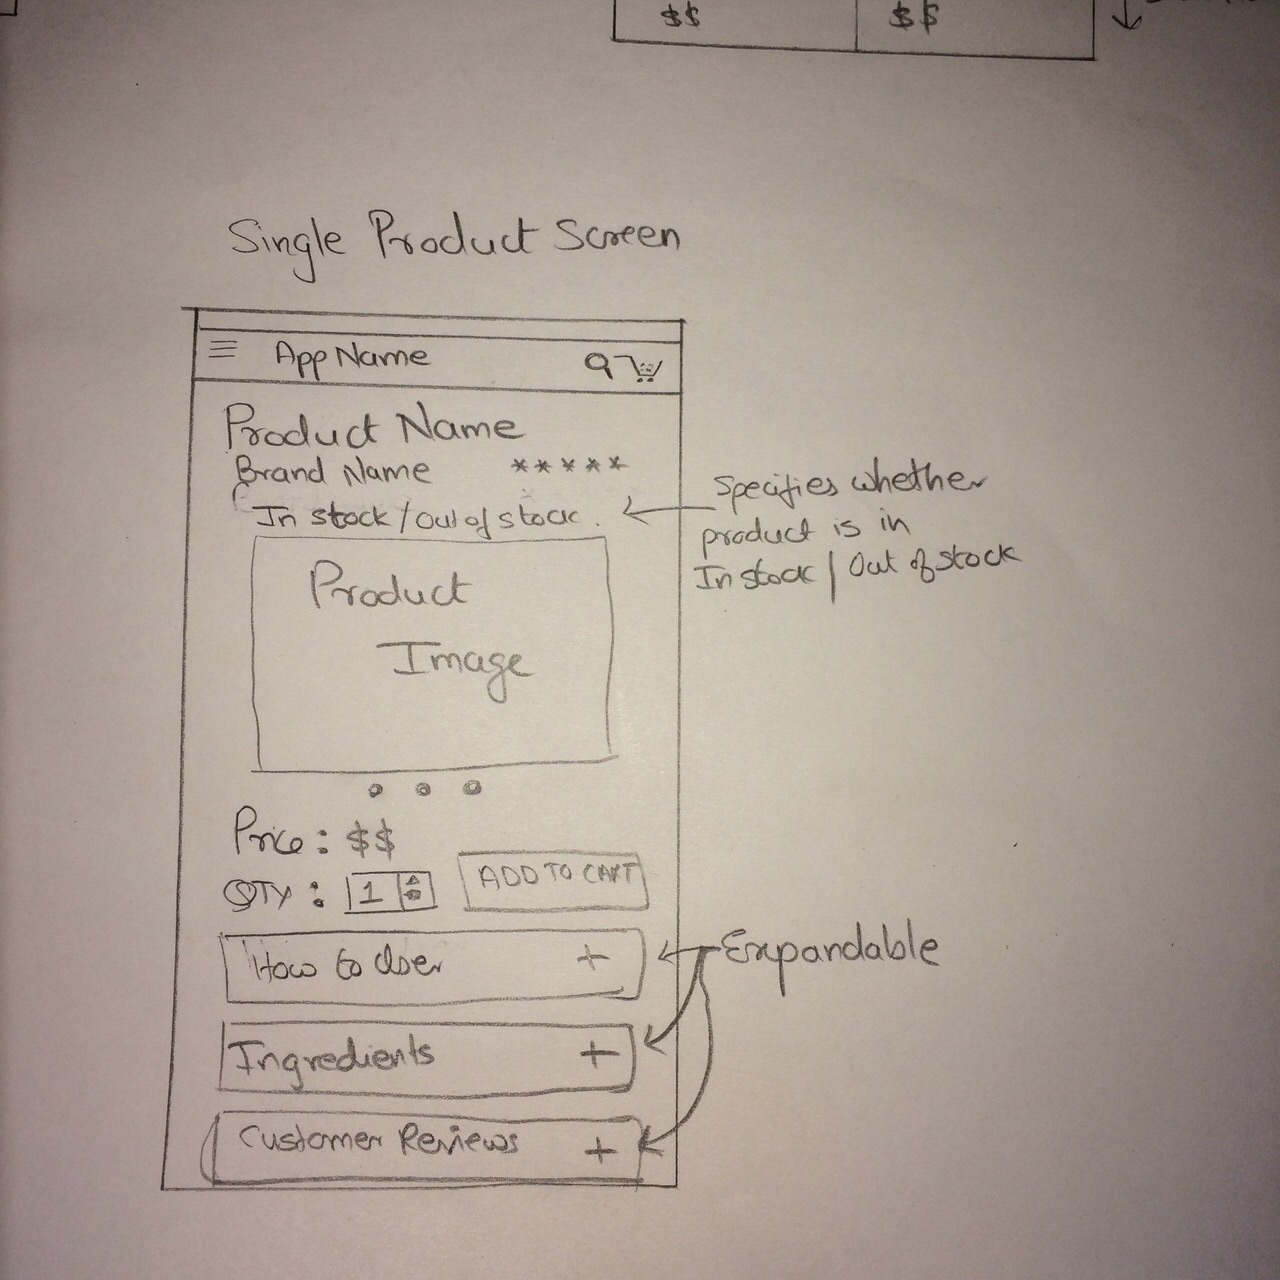 $$ $$
Single Product Screen
App Name
Product Name
Brand Name *****
In stock / Out of stock.
Specifies whether
product is in
In stock / Out of stock
Product
Image
Price : $$
QTY : 1 ADD TO CART
How to User +
Expandable
Ingredients +
Customer Reviews +